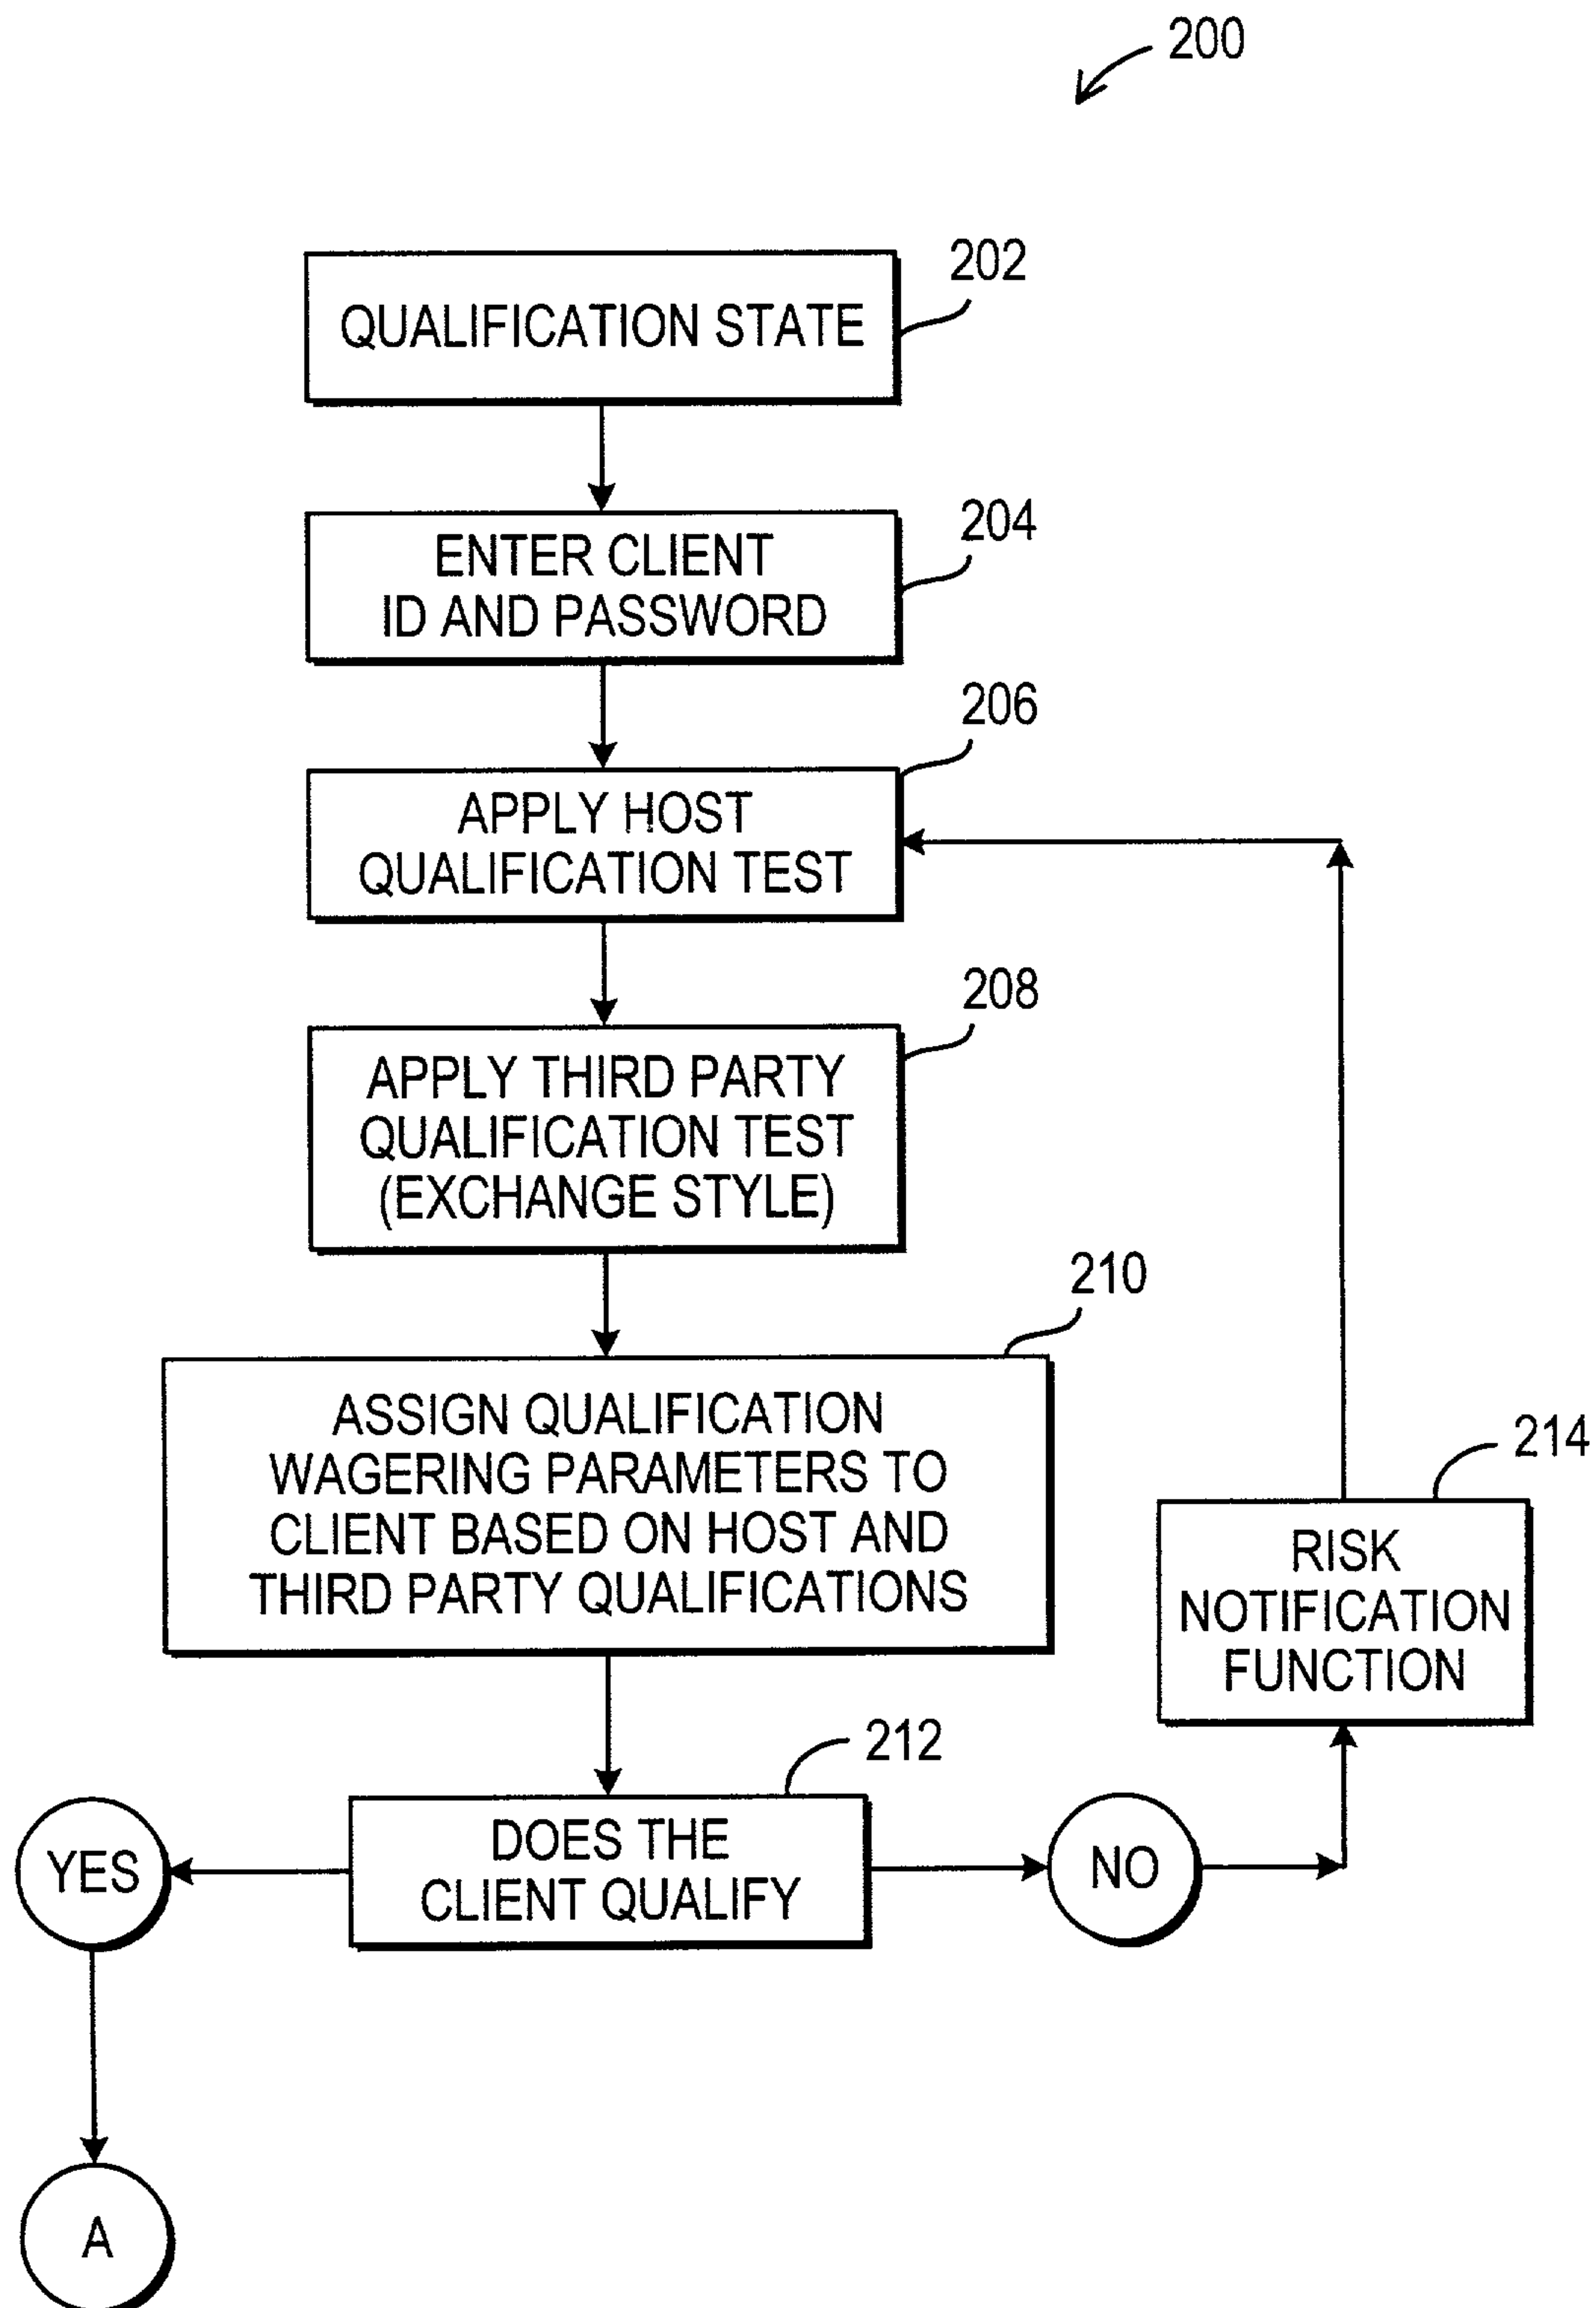 200
202
QUALIFICATION STATE
204
ENTER CLIENT
ID AND PASSWORD
206
APPLY HOST
QUALIFICATION TEST
208
APPLY THIRD PARTY
QUALIFICATION TEST
(EXCHANGE STYLE)
210
ASSIGN QUALIFICATION
WAGERING PARAMETERS TO
CLIENT BASED ON HOST AND
THIRD PARTY QUALIFICATIONS
214
RISK
NOTIFICATION
FUNCTION
212
DOES THE
CLIENT QUALIFY
YES
NO
A